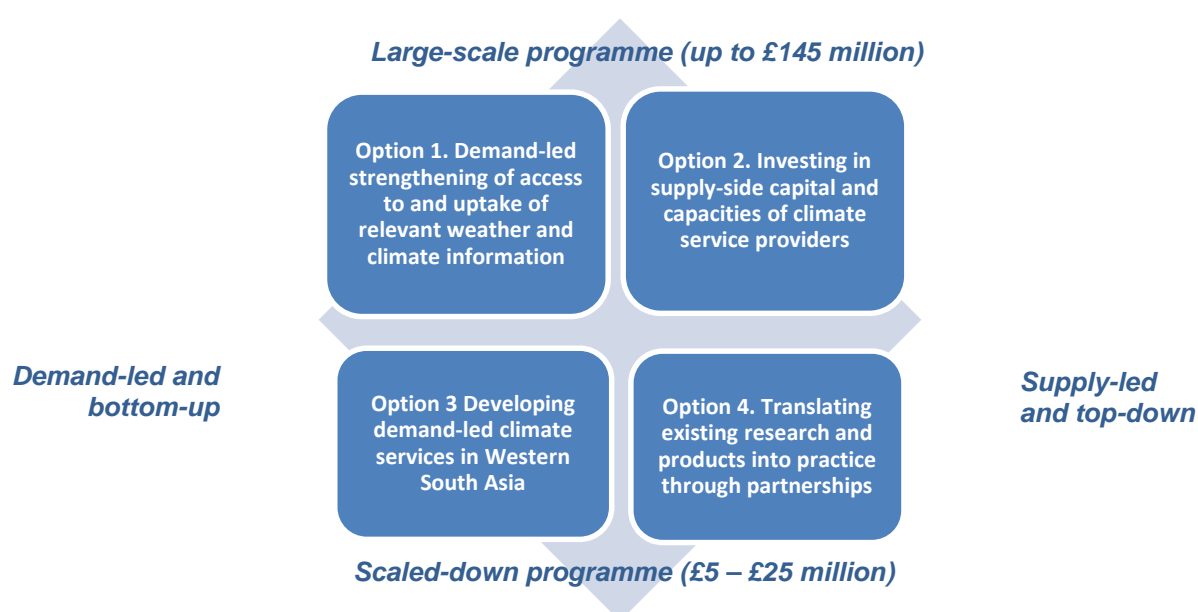 Large-scale programme (up to £145 million)
Option 1. Demand-led
strengthening of access
to and uptake of
relevant weather and
climate information
Option 2. Investing in
supply-side capital and
capacities of climate
service providers
Demand-led and
bottom-up
Supply-led
and top-down
Option 3 Developing
demand-led climate
services in Western
South Asia
Option 4. Translating
existing research and
products into practice
through partnerships
Scaled-down programme (£5 – £25 million)